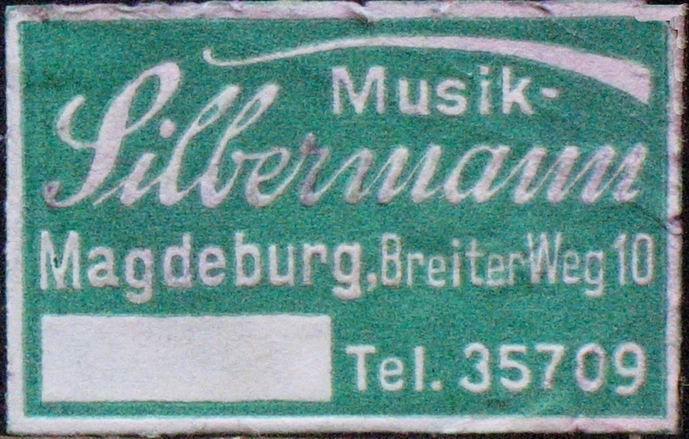 Musik-
Silbermann
Magdeburg, Breiter Weg 10
Tel. 35709